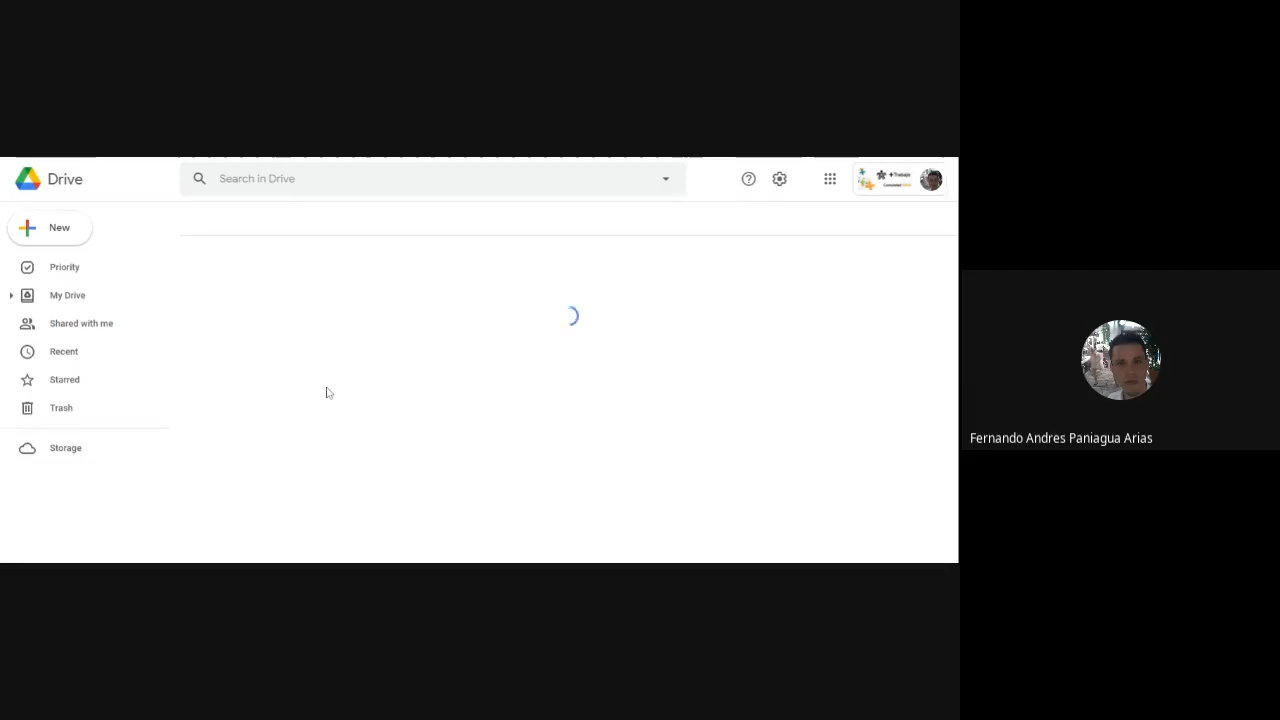 Drive
Search in Drive
New
Priority
My Drive
Shared with me
Recent
Starred
Trash
Storage
+Trabajo
Fernando Andres Paniagua Arias